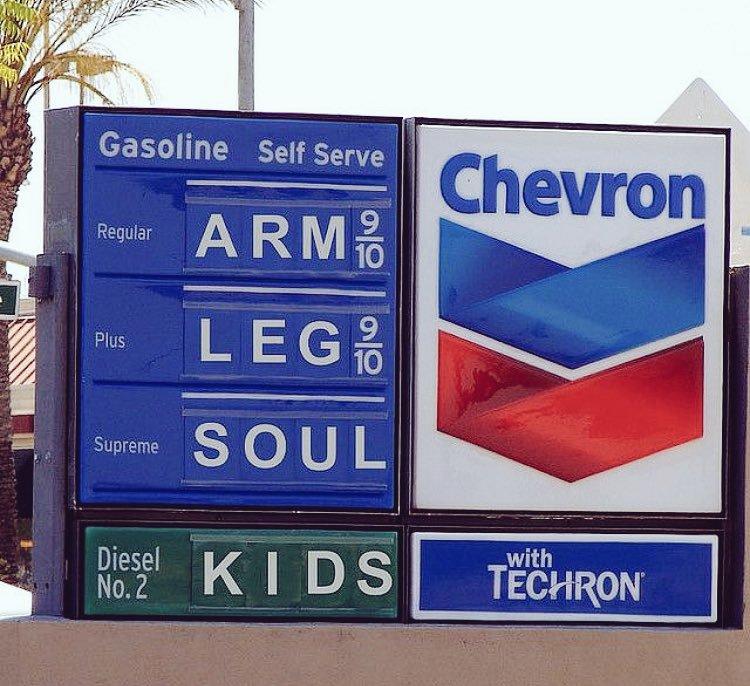 Gasoline Self Serve
Regular ARM 9/10
Plus LEG 9/10
Supreme SOUL
Diesel No. 2 KIDS
Chevron
with
TECHRON